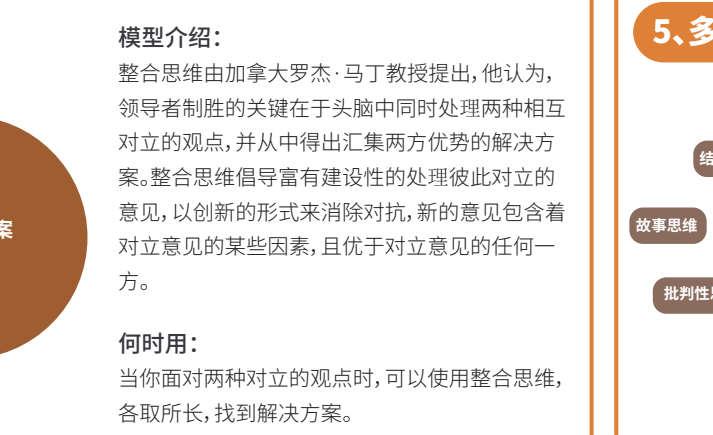 案
模型介绍：
整合思维由加拿大罗杰·马丁教授提出，他认为，
领导者制胜的关键在于头脑中同时处理两种相互
对立的观点，并从中得出汇集两方优势的解决方
案。整合思维倡导富有建设性的处理彼此对立的
意见，以创新的形式来消除对抗，新的意见包含着
对立意见的某些因素，且优于对立意见的任何一
方。
何时用：
当你面对两种对立的观点时，可以使用整合思维，
各取所长，找到解决方案。
5、多
结
故事思维
批判性